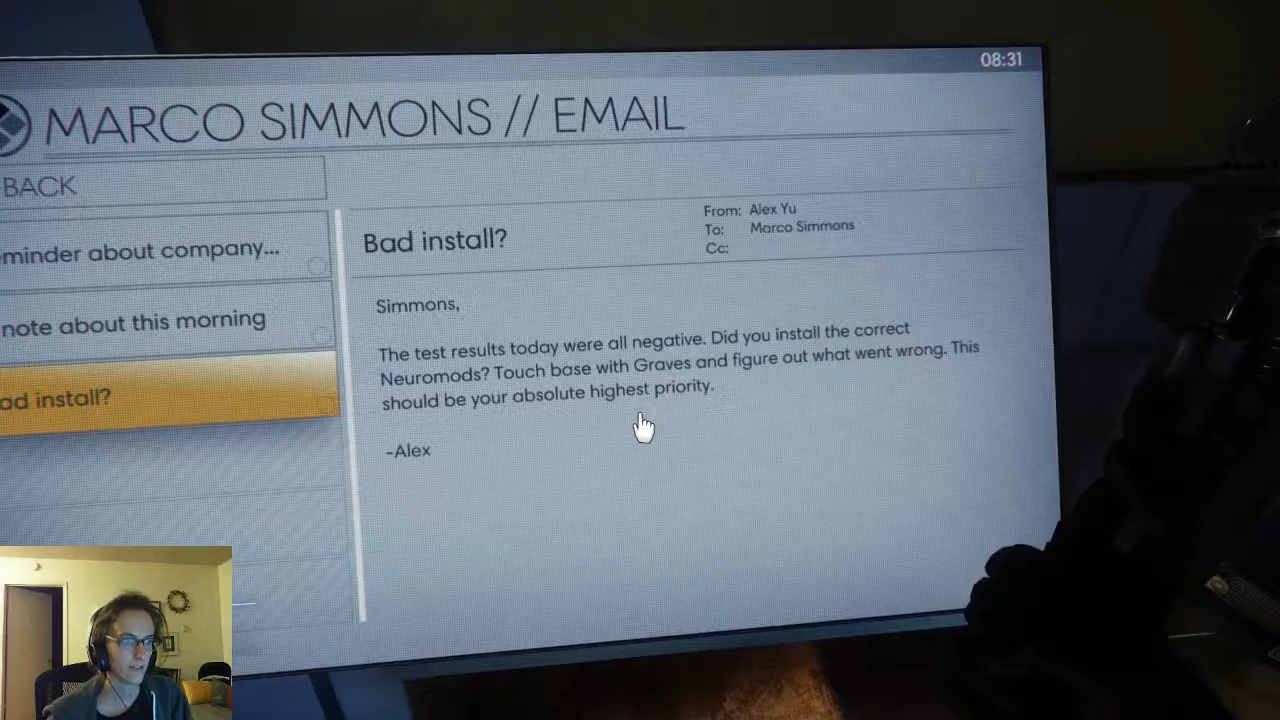 08:31
MARCO SIMMONS // EMAIL
BACK
minder about company...
From: Alex Yu
To: Marco Simmons
Cc:
Bad install?
note about this morning
ad install?
Simmons,
The test results today were all negative. Did you install the correct
Neuromods? Touch base with Graves and figure out what went wrong. This
should be your absolute highest priority.
-Alex